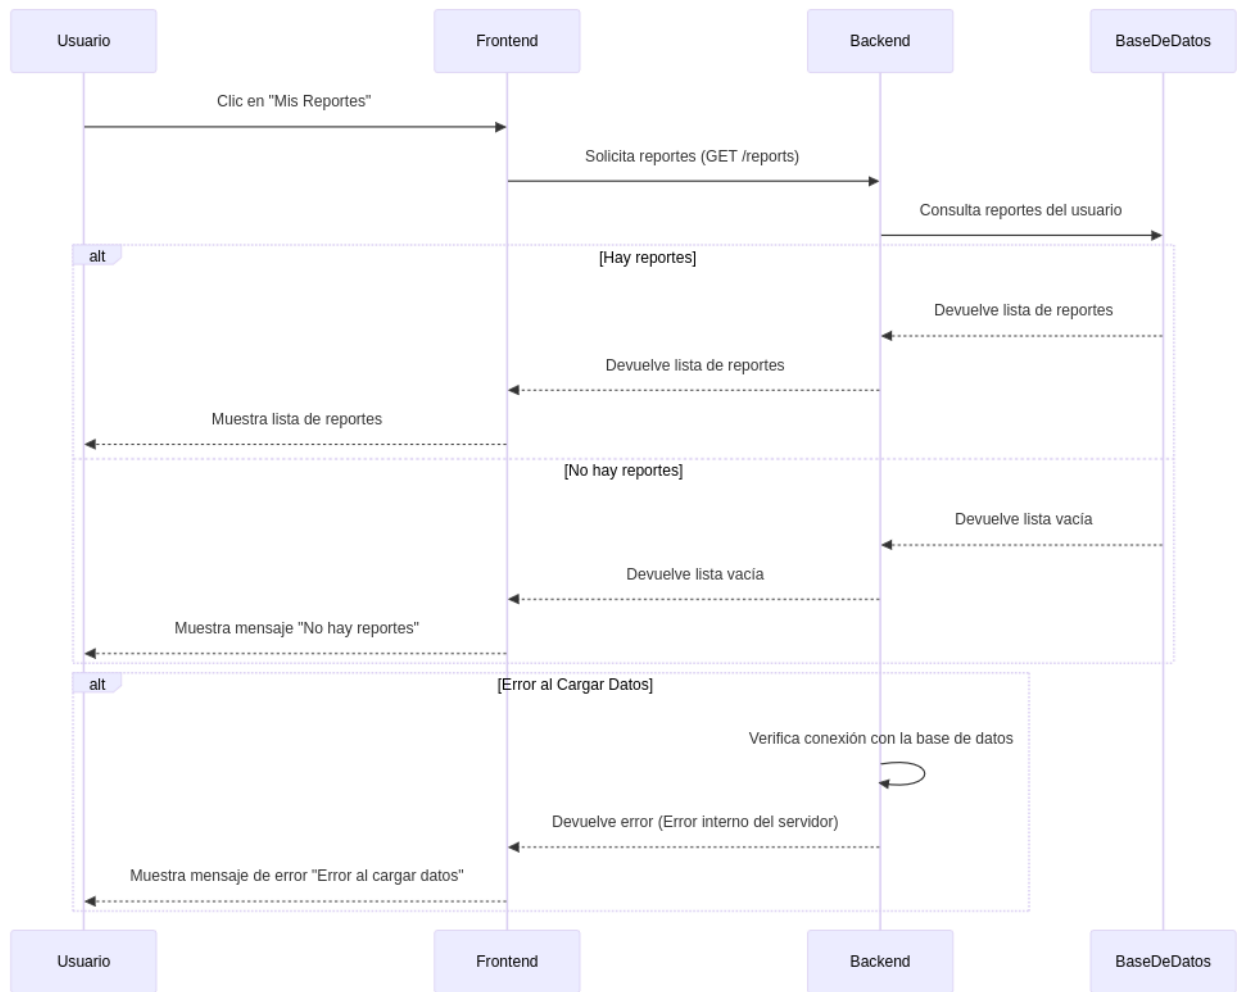 Usuario
Frontend
Backend
BaseDeDatos
Clic en "Mis Reportes"
Solicita reportes (GET /reports)
Consulta reportes del usuario
alt
[Hay reportes]
Devuelve lista de reportes
Devuelve lista de reportes
Muestra lista de reportes
[No hay reportes]
Devuelve lista vacía
Devuelve lista vacía
Muestra mensaje "No hay reportes"
alt
[Error al Cargar Datos]
Verifica conexión con la base de datos
Devuelve error (Error interno del servidor)
Muestra mensaje de error "Error al cargar datos"
Usuario
Frontend
Backend
BaseDeDatos